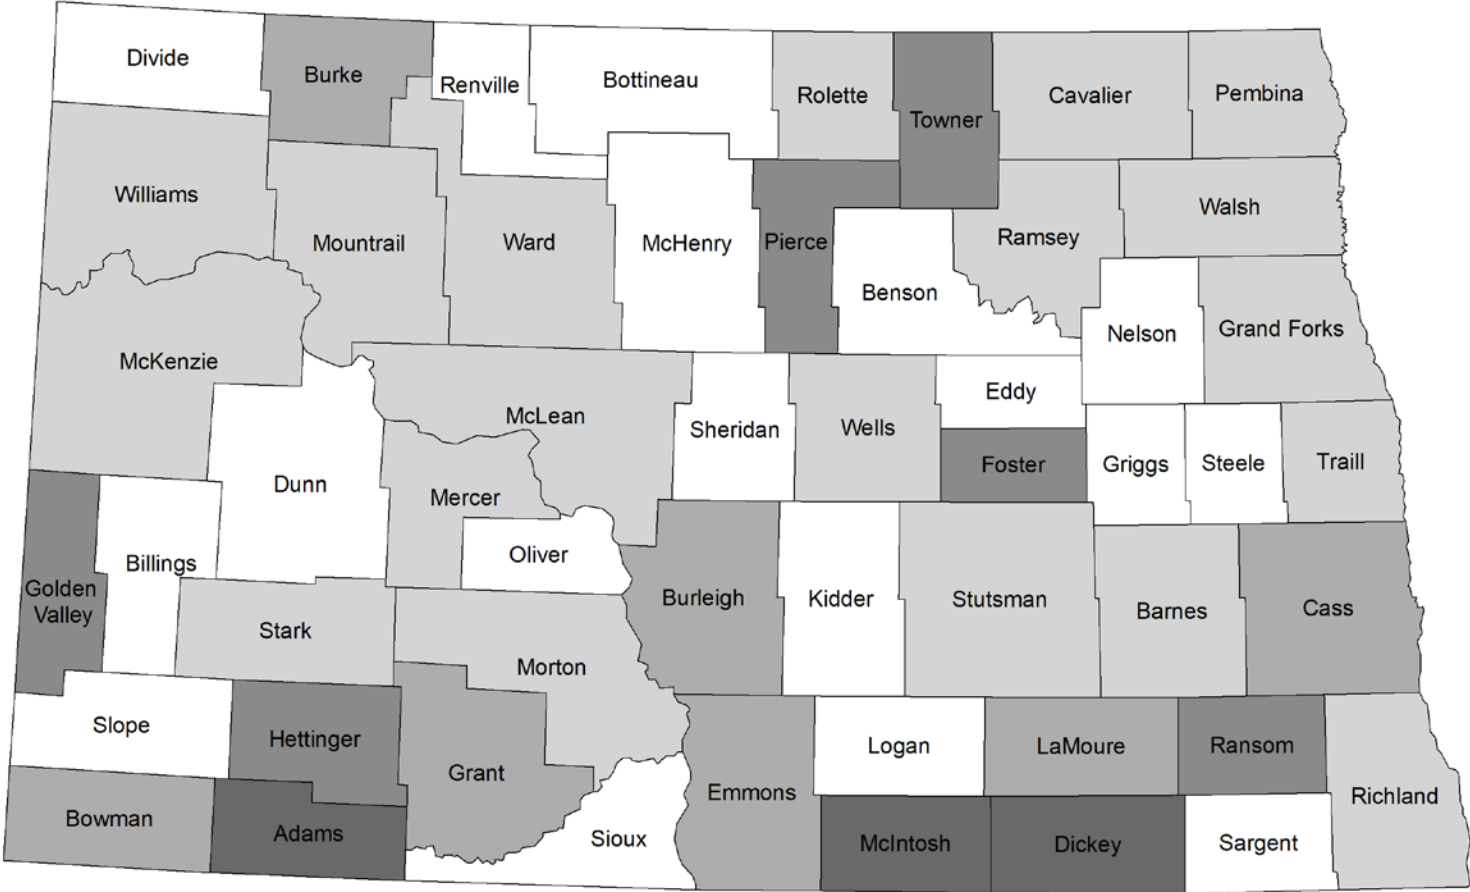 Divide
Burke
Renville
Bottineau
Rolette
Towner
Cavalier
Pembina
Williams
Mountrail
Ward
McHenry
Pierce
Benson
Ramsey
Walsh
Nelson
Grand Forks
McKenzie
McLean
Sheridan
Wells
Eddy
Foster
Griggs
Steele
Traill
Dunn
Mercer
Oliver
Billings
Golden
Valley
Stark
Morton
Burleigh
Kidder
Stutsman
Barnes
Cass
Slope
Hettinger
Grant
Emmons
Logan
LaMoure
Ransom
Richland
Bowman
Adams
Sioux
McIntosh
Dickey
Sargent